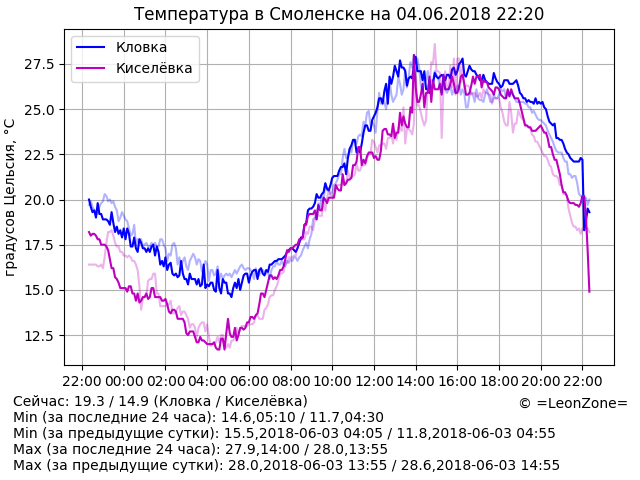 Температура в Смоленске на 04.06.2018 22:20
Кловка
Киселёвка
градусов Цельсия, °C
27.5
25.0
22.5
20.0
17.5
15.0
12.5
22:00 00:00 02:00 04:00 06:00 08:00 10:00 12:00 14:00 16:00 18:00 20:00 22:00
Сейчас: 19.3 / 14.9 (Кловка / Киселёвка)
© =LeonZone=
Min (за последние 24 часа): 14.6,05:10 / 11.7,04:30
Min (за предыдущие сутки): 15.5,2018-06-03 04:05 / 11.8,2018-06-03 04:55
Max (за последние 24 часа): 27.9,14:00 / 28.0,13:55
Max (за предыдущие сутки): 28.0,2018-06-03 13:55 / 28.6,2018-06-03 14:55